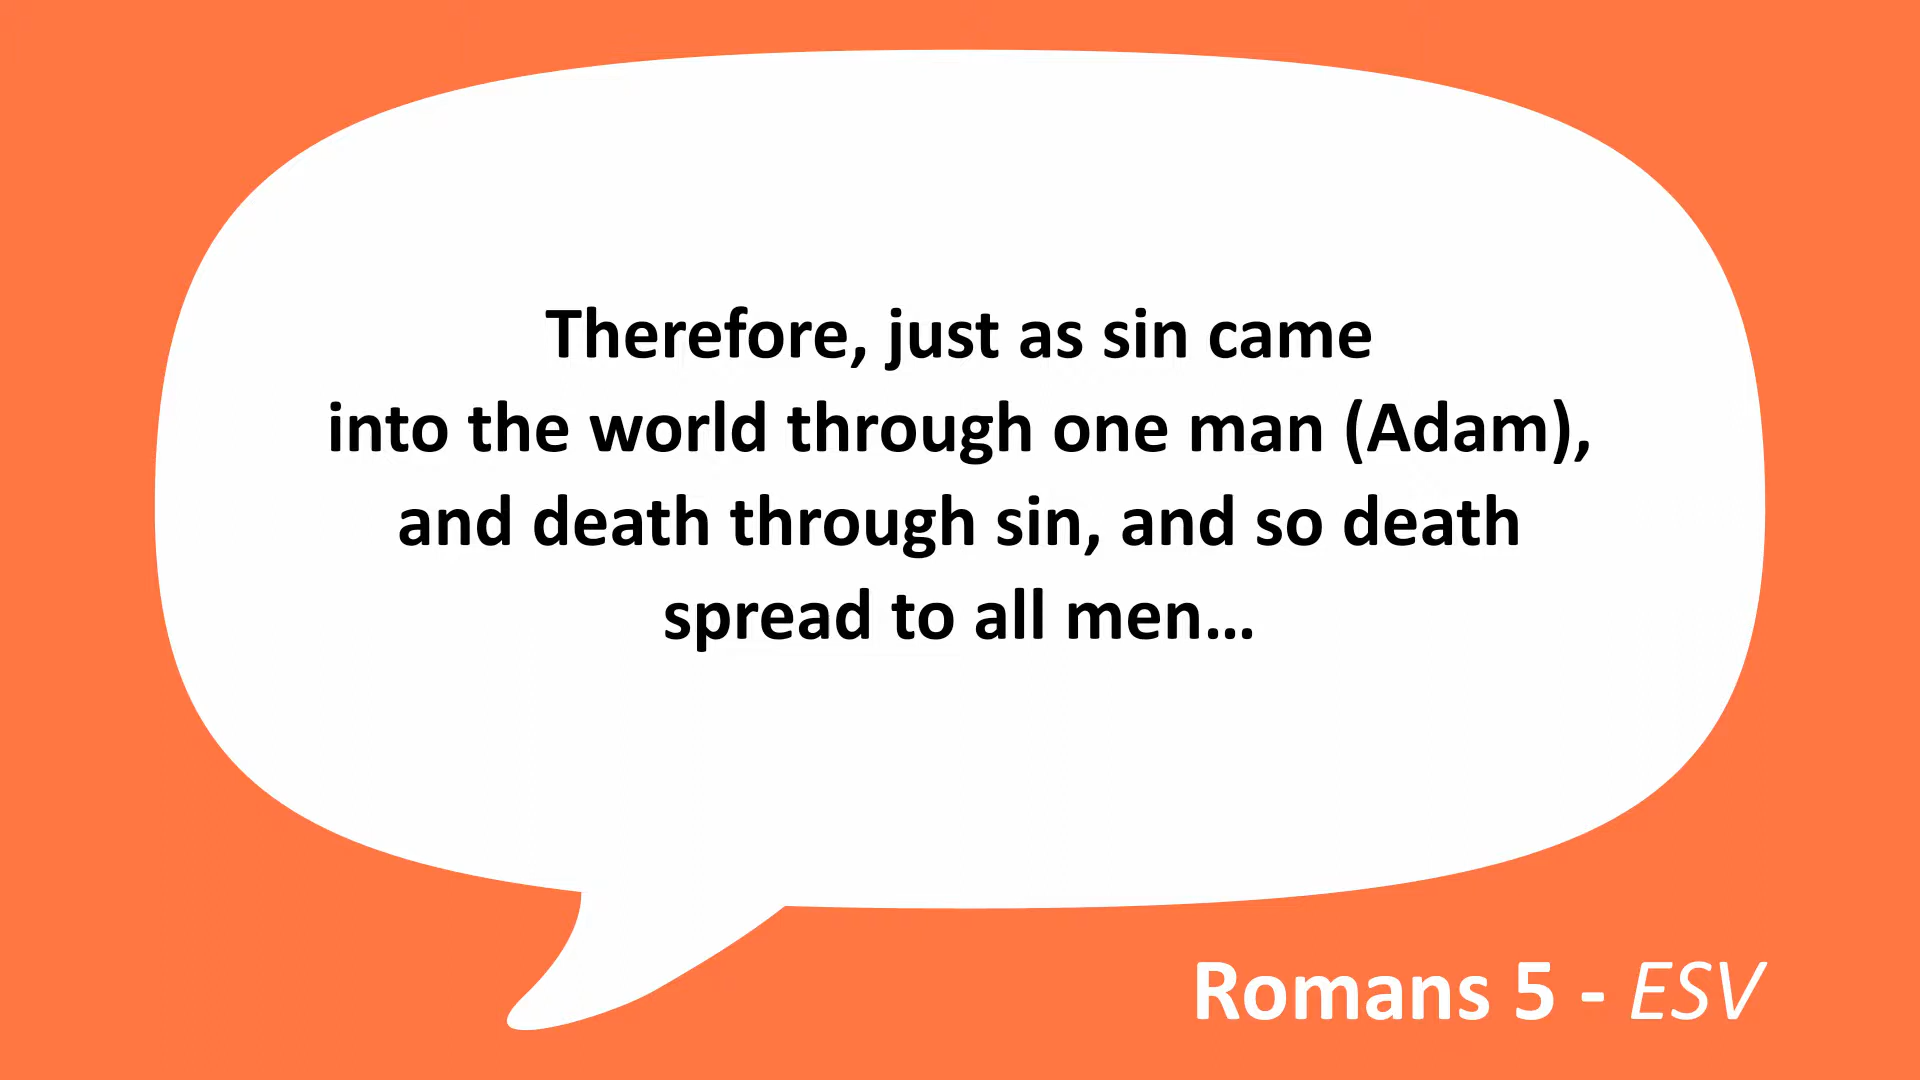 Therefore, just as sin came
into the world through one man (Adam),
and death through sin, and so death
spread to all men…
Romans 5 - ESV